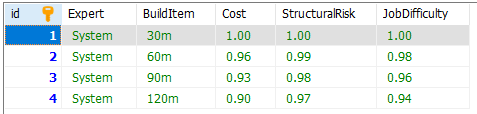 id Expert BuildItem Cost StructuralRisk JobDifficulty
1 System 30m 1.00 1.00 1.00
2 System 60m 0.96 0.99 0.98
3 System 90m 0.93 0.98 0.96
4 System 120m 0.90 0.97 0.94